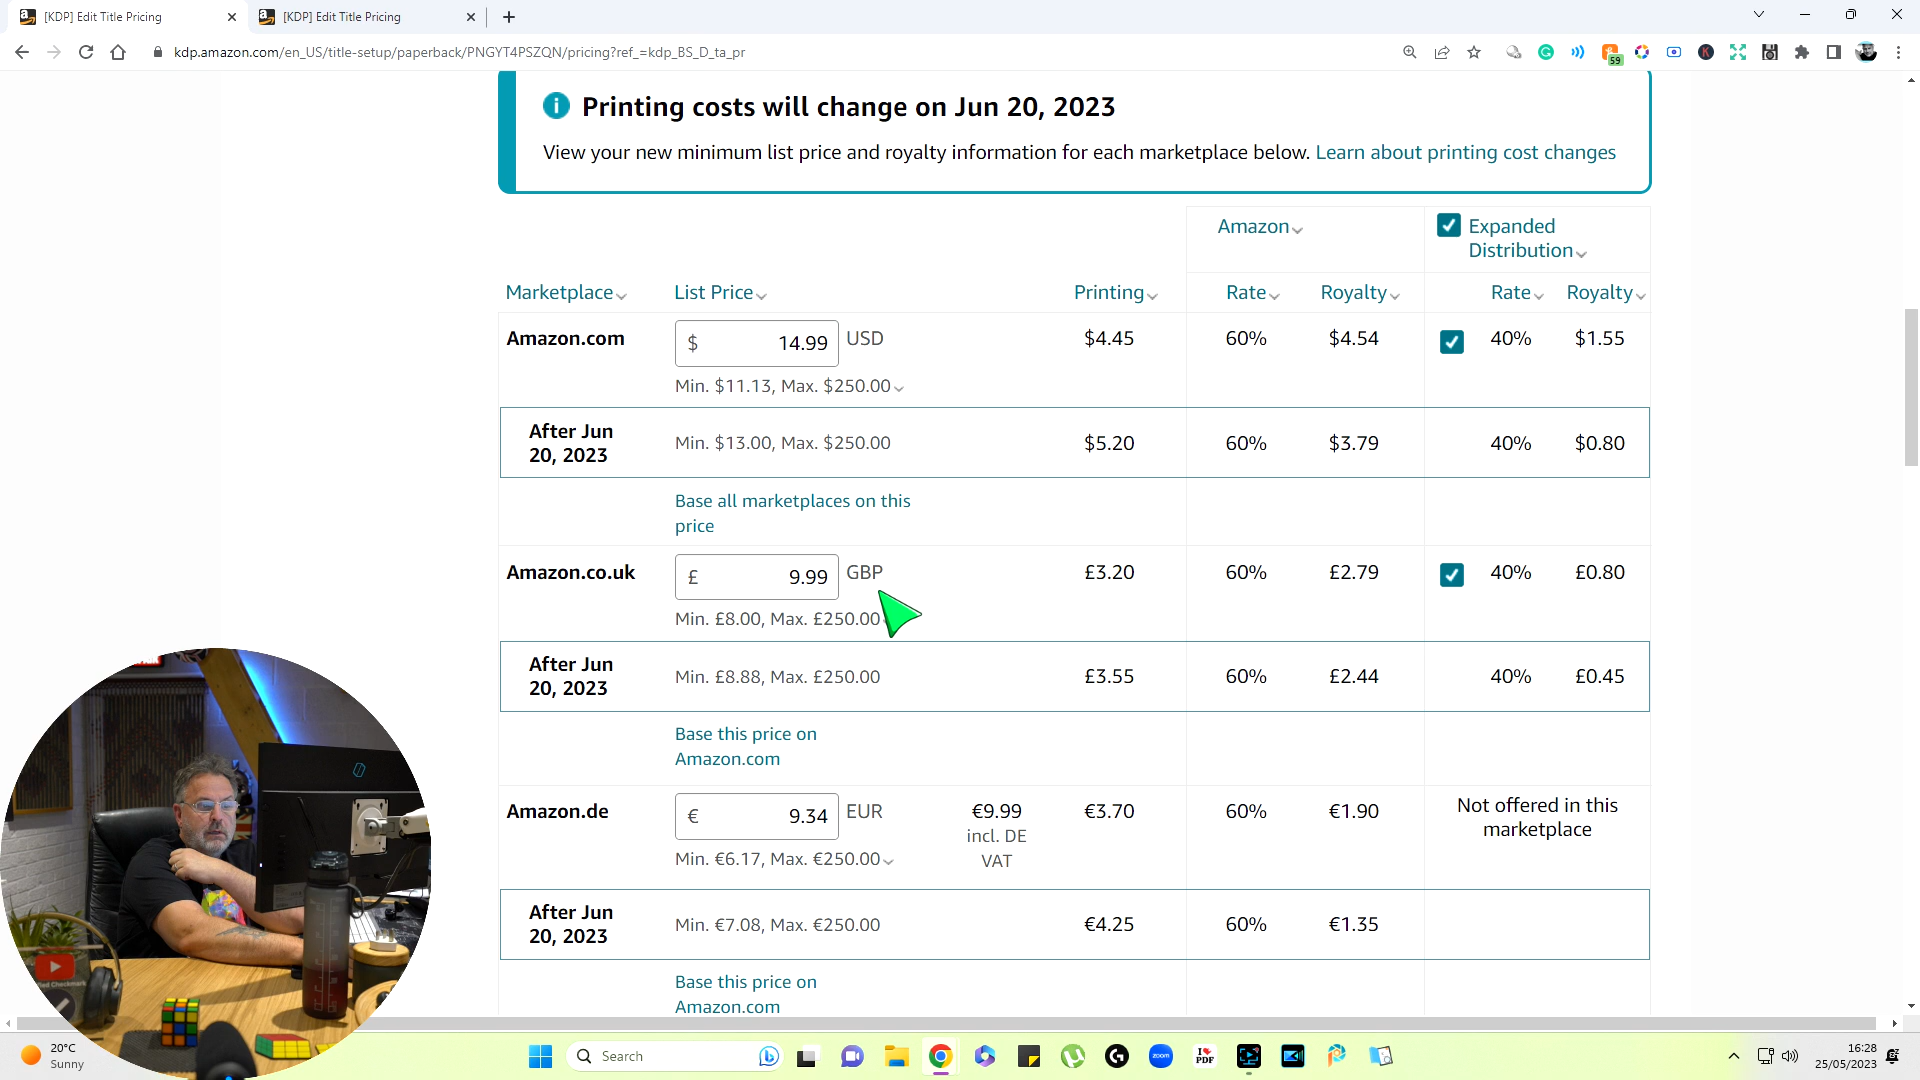 [KDP] Edit Title Pricing
[KDP] Edit Title Pricing
kdp.amazon.com/en_US/title-setup/paperback/PNGYT4PSZQN/pricing?ref_=kdp_BS_D_ta_pr
59
Printing costs will change on Jun 20, 2023
View your new minimum list price and royalty information for each marketplace below. Learn about printing cost changes
Amazon
Expanded
Distribution
Marketplace List Price Printing Rate Royalty Rate Royalty
Amazon.com $ 14.99 USD $4.45 60% $4.54 40% $1.55
Min. $11.13, Max. $250.00
After Jun
20, 2023
Min. $13.00, Max. $250.00 $5.20 60% $3.79 40% $0.80
Base all marketplaces on this
price
Amazon.co.uk £ 9.99 GBP £3.20 60% £2.79 40% £0.80
Min. £8.00, Max. £250.00
After Jun
20, 2023
Min. £8.88, Max. £250.00 £3.55 60% £2.44 40% £0.45
Base this price on
Amazon.com
Amazon.de € 9.34 EUR €9.99 €3.70 60% €1.90
incl. DE
VAT
Not offered in this
marketplace
Min. €6.17, Max. €250.00
After Jun
20, 2023
Min. €7.08, Max. €250.00 €4.25 60% €1.35
Base this price on
Amazon.com
20°C
Sunny
Search
zoom
I
PDF
16:28
25/05/2023